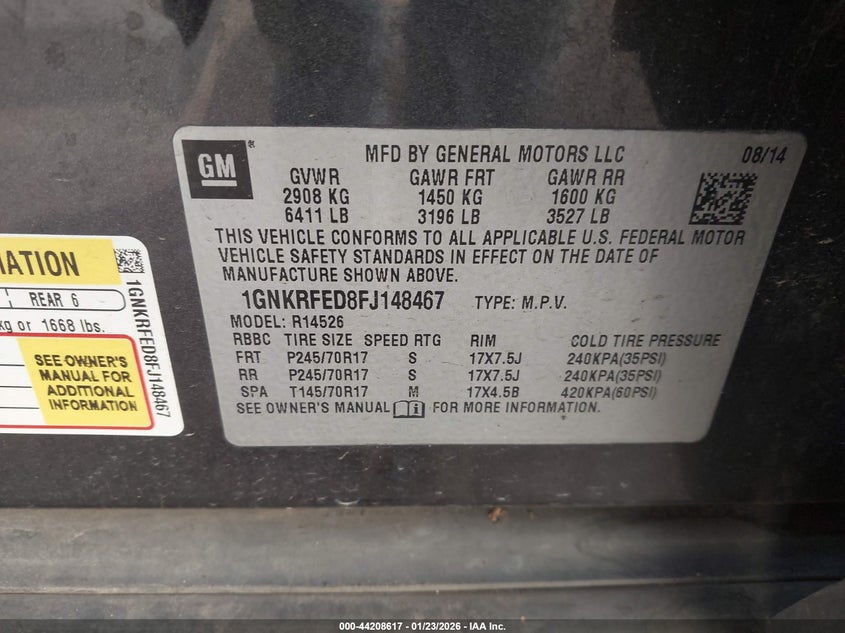 GM
MFD BY GENERAL MOTORS LLC 08/14
GVWR GAWR FRT GAWR RR
2908 KG 1450 KG 1600 KG
6411 LB 3196 LB 3527 LB
THIS VEHICLE CONFORMS TO ALL APPLICABLE U.S. FEDERAL MOTOR
VEHICLE SAFETY STANDARDS IN EFFECT ON THE DATE OF
MANUFACTURE SHOWN ABOVE.
1GNKRFED8FJ148467 TYPE: M.P.V.
MODEL: R14526
RBBC TIRE SIZE SPEED RTG RIM COLD TIRE PRESSURE
FRT P245/70R17 S 17X7.5J 240KPA(35PSI)
RR P245/70R17 S 17X7.5J 240KPA(35PSI)
SPA T145/70R17 M 17X4.5B 420KPA(60PSI)
SEE OWNER'S MANUAL FOR MORE INFORMATION.
MATION
REAR 6
kg or 1668 lbs.
SEE OWNER'S
MANUAL FOR
ADDITIONAL
INFORMATION
1GNKRFED8FJ148467
000-44208617 - 01/23/2026 - IAA Inc.